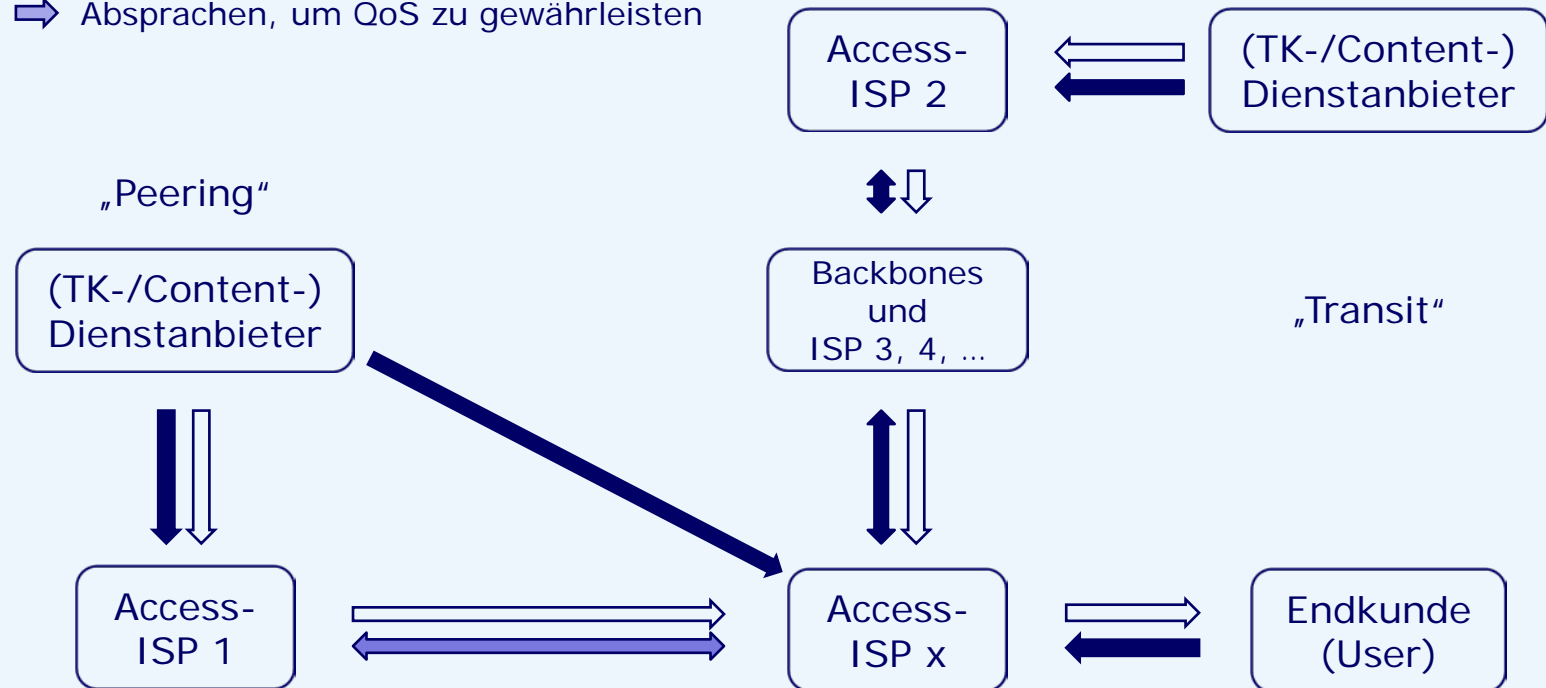 Absprachen, um QoS zu gewährleisten
Access-
ISP 2
(TK-/Content-)
Dienstanbieter
„Peering“
(TK-/Content-)
Dienstanbieter
Backbones
und
ISP 3, 4, ...
„Transit“
Access-
ISP 1
Access-
ISP x
Endkunde
(User)